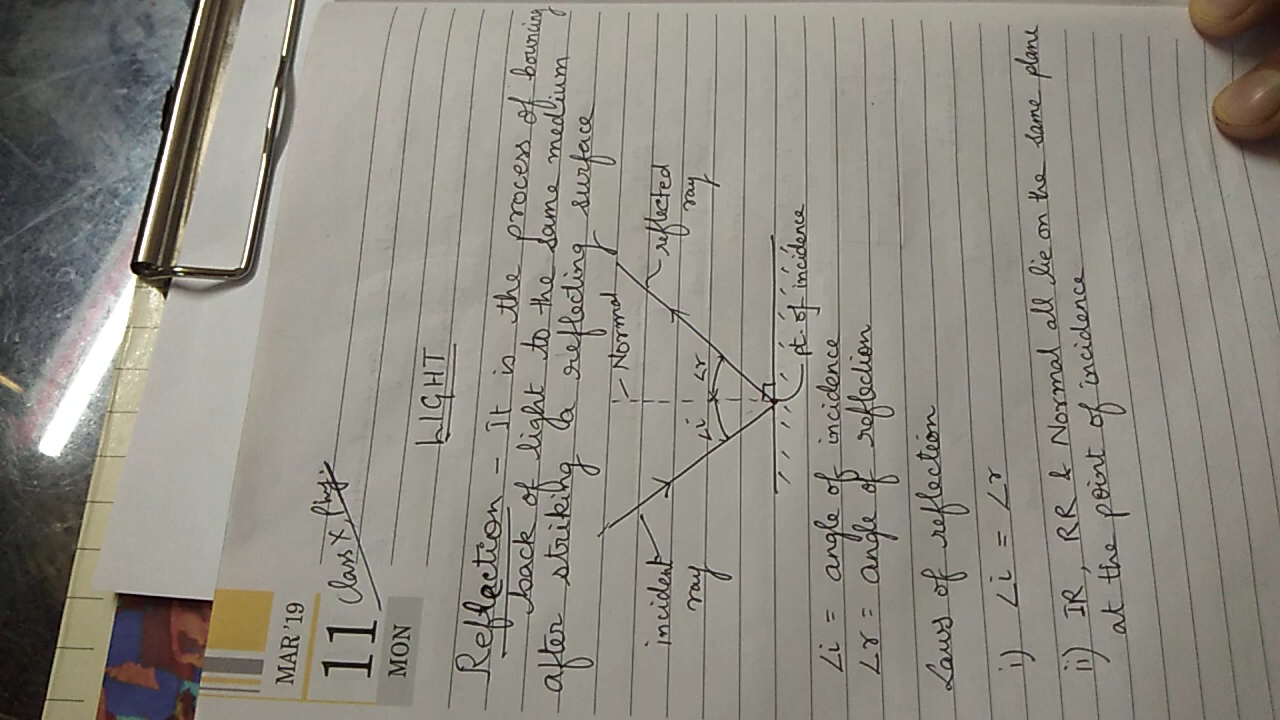 MAR '19
11
MON
Class X, Phy.
LIGHT
Reflection - It is the process of bouncing
back of light to the same medium
after striking a reflecting surface
Normal
incident
ray
reflected
ray
∠i
∠r
pt. of incidence
∠i = angle of incidence
∠r = angle of reflection
Laws of reflection
i) ∠i = ∠r
ii) IR, RR & Normal all lie on the same plane
at the point of incidence